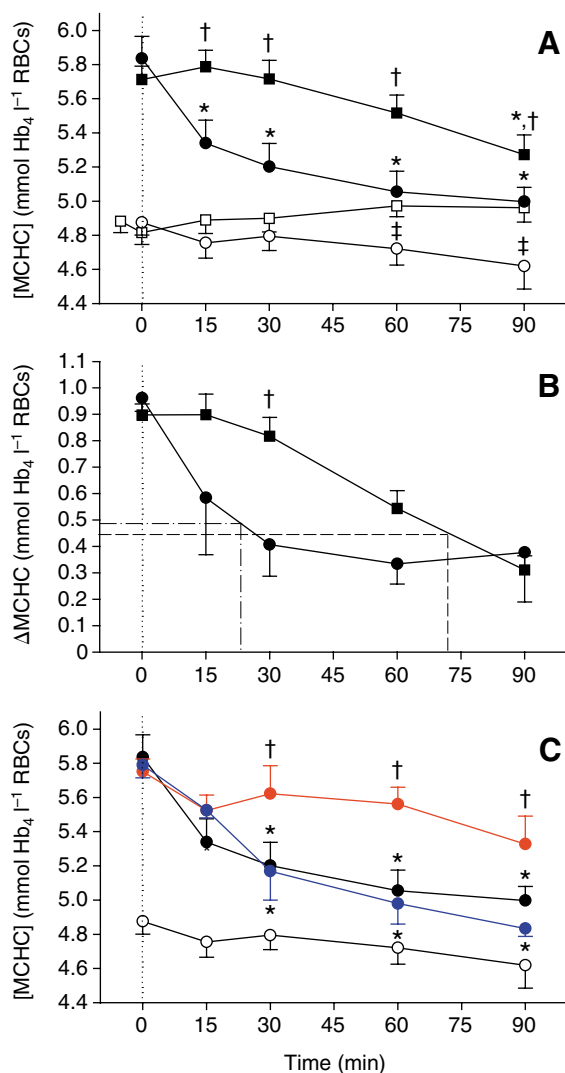 A
[MCHC] (mmol Hb₄ l⁻¹ RBCs)
6.0
5.8
5.6
5.4
5.2
5.0
4.8
4.6
4.4
† † † *,†
* * * *
‡ ‡
0 15 30 45 60 75 90
B
ΔMCHC (mmol Hb₄ l⁻¹ RBCs)
1.1
1.0
0.9
0.8
0.7
0.6
0.5
0.4
0.3
0.2
0.1
0
†
0 15 30 45 60 75 90
C
[MCHC] (mmol Hb₄ l⁻¹ RBCs)
6.0
5.8
5.6
5.4
5.2
5.0
4.8
4.6
4.4
† † †
* * *
* * *
0 15 30 45 60 75 90
Time (min)